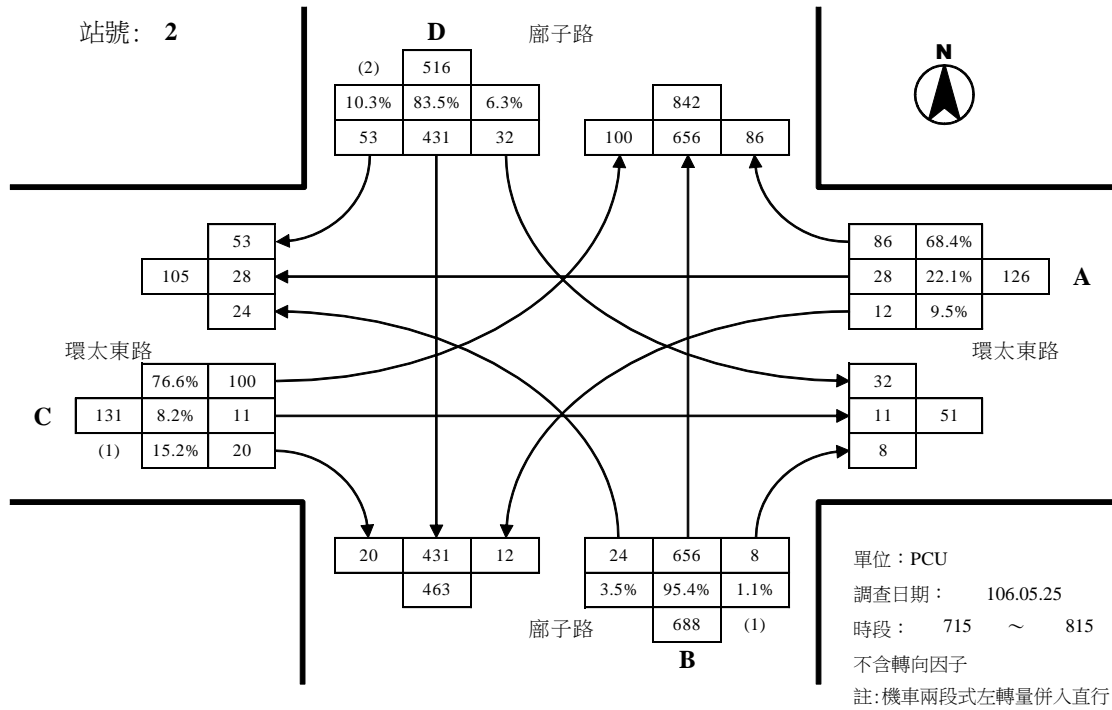 站號: 2
D
廍子路
N
(2)
516
10.3% 83.5% 6.3%
53 431 32
842
100 656 86
53
105 28
24
86 68.4%
28 22.1% 126
12 9.5%
A
環太東路
環太東路
76.6% 100
C 131 8.2% 11
(1) 15.2% 20
32
11 51
8
20 431 12
463
24 656 8
3.5% 95.4% 1.1%
688 (1)
廍子路
B
單位：PCU
調查日期： 106.05.25
時段： 715 ～ 815
不含轉向因子
註:機車兩段式左轉量併入直行